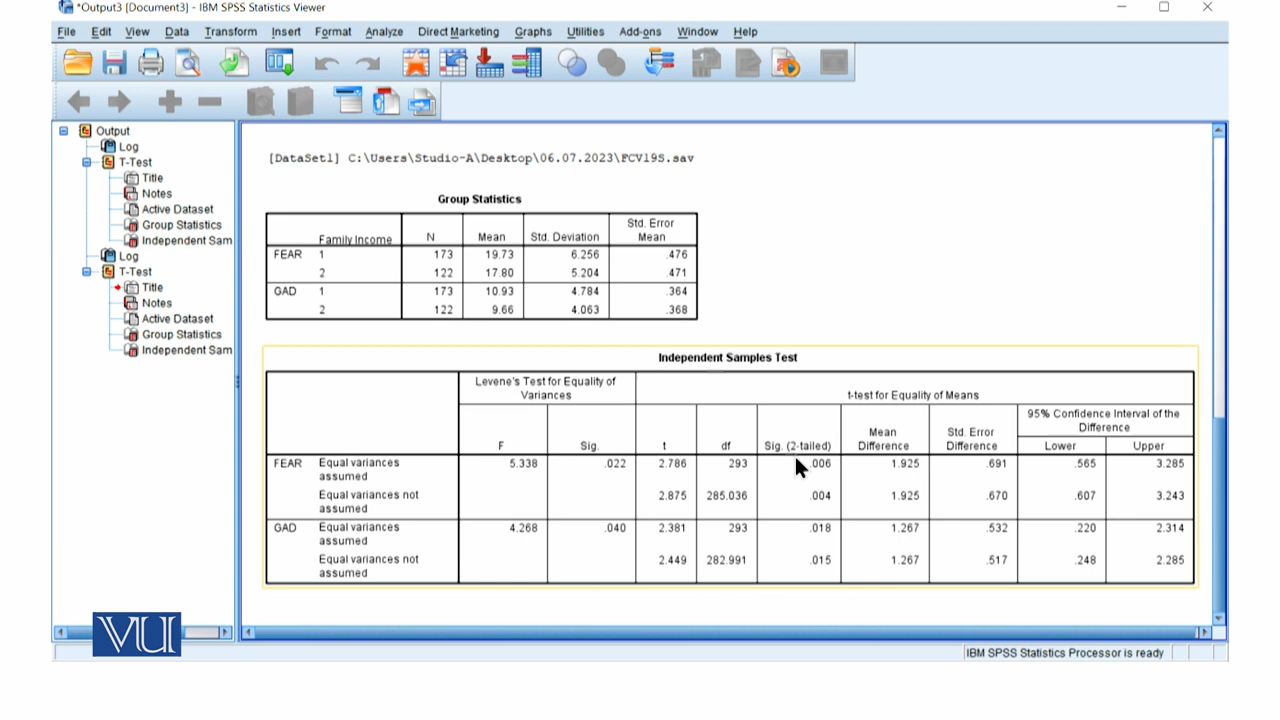 *Output3 [Document3] - IBM SPSS Statistics Viewer
File Edit View Data Transform Insert Format Analyze Direct Marketing Graphs Utilities Add-ons Window Help
Output
Log
T-Test
Title
Notes
Active Dataset
Group Statistics
Independent Sam
Log
T-Test
Title
Notes
Active Dataset
Group Statistics
Independent Sam
[DataSet1] C:\Users\Studio-A\Desktop\06.07.2023\FCV19S.sav
Group Statistics
Family Income N Mean Std. Deviation Std. Error Mean
FEAR 1 173 19.73 6.256 .476
2 122 17.80 5.204 .471
GAD 1 173 10.93 4.784 .364
2 122 9.66 4.063 .368
Independent Samples Test
Levene's Test for Equality of Variances t-test for Equality of Means
95% Confidence Interval of the Difference
F Sig. t df Sig. (2-tailed) Mean Difference Std. Error Difference Lower Upper
FEAR Equal variances assumed 5.338 .022 2.786 293 .006 1.925 .691 .565 3.285
Equal variances not assumed 2.875 285.036 .004 1.925 .670 .607 3.243
GAD Equal variances assumed 4.268 .040 2.381 293 .018 1.267 .532 .220 2.314
Equal variances not assumed 2.449 282.991 .015 1.267 .517 .248 2.285
VU
IBM SPSS Statistics Processor is ready